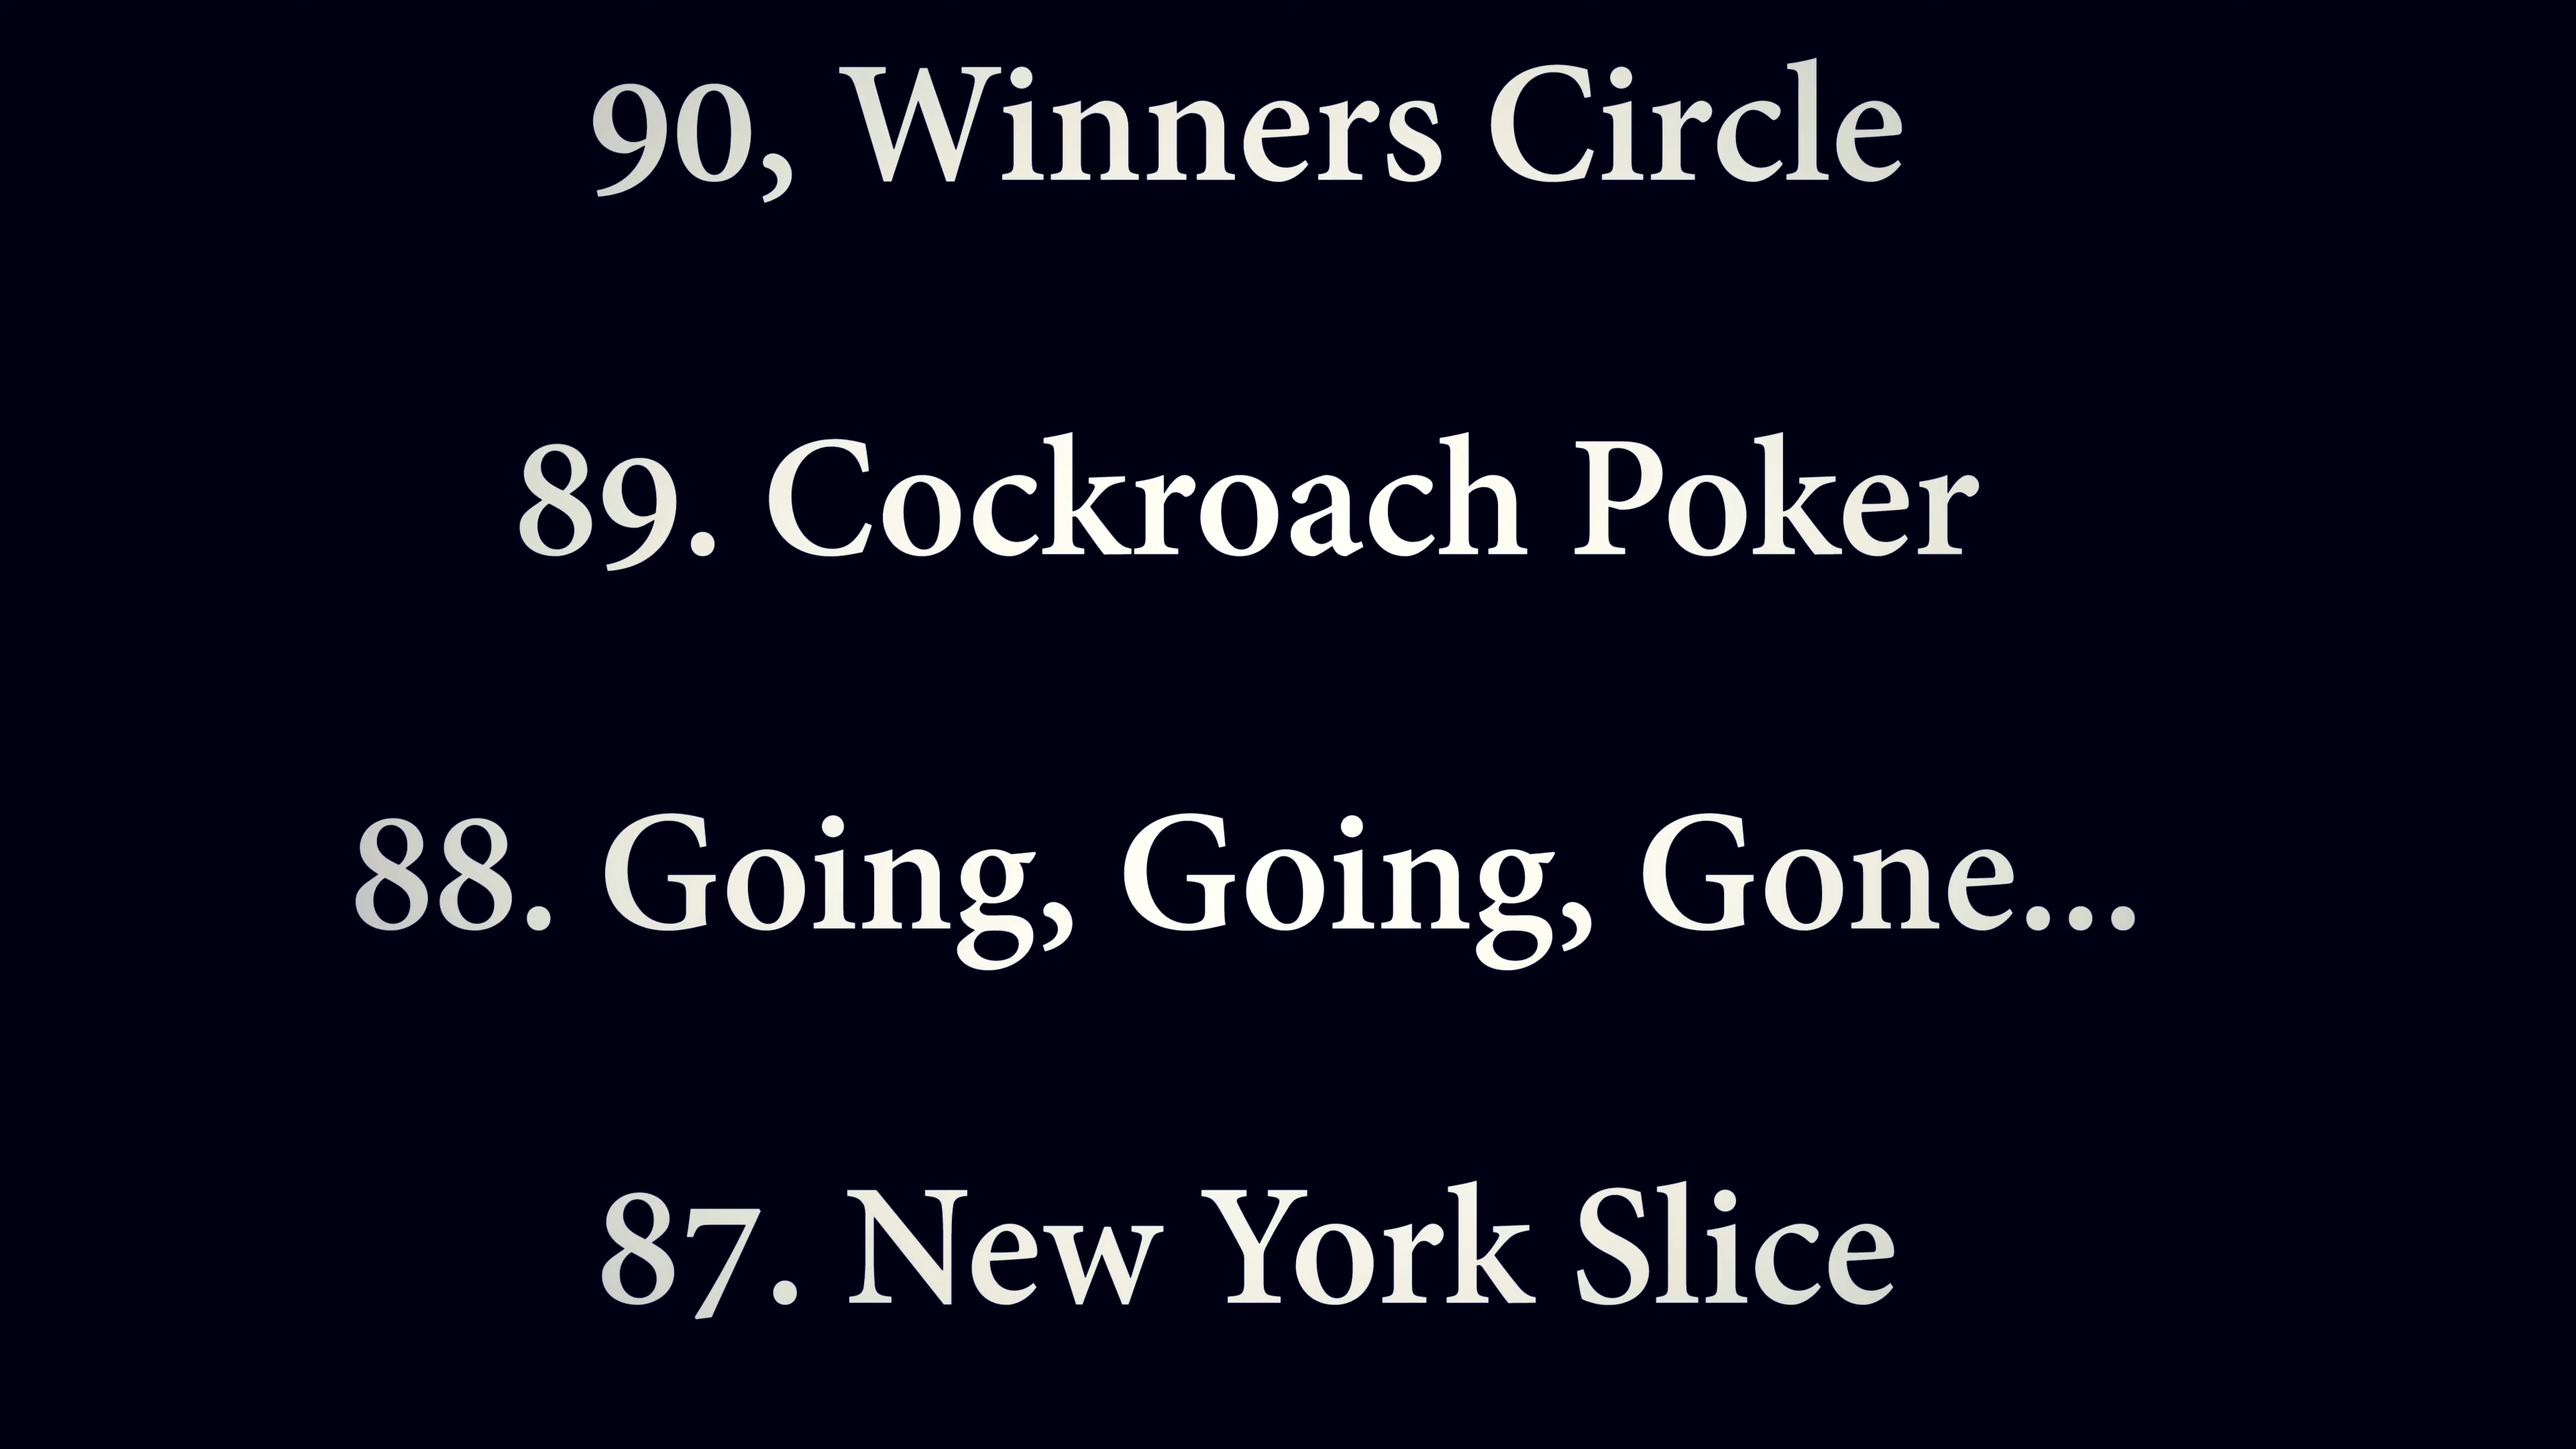 90, Winners Circle
89. Cockroach Poker
88. Going, Going, Gone...
87. New York Slice